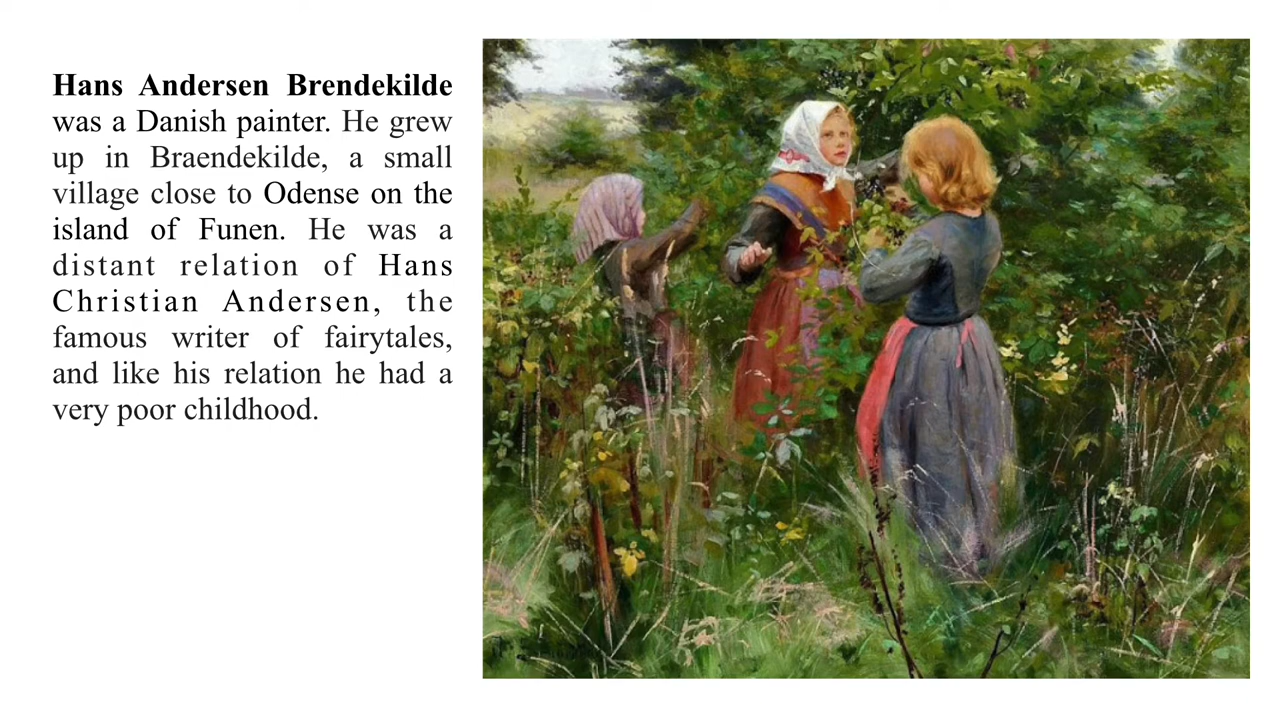 Hans Andersen Brendekilde
was a Danish painter. He grew
up in Braendekilde, a small
village close to Odense on the
island of Funen. He was a
distant relation of Hans
Christian Andersen, the
famous writer of fairytales,
and like his relation he had a
very poor childhood.